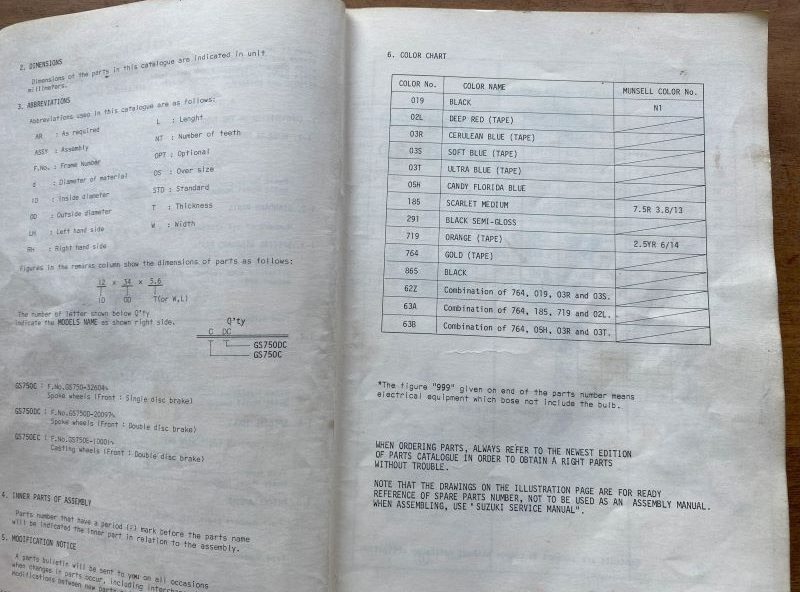 2. DIMENSIONS
Dimensions of the parts in this catalogue are indicated in unit
millimeters.
3. ABBREVIATIONS
Abbreviations used in this catalogue are as follows:
AR : As required
ASSY : Assembly
F.No. : Frame Number
d : Diameter of material
ID : Inside diameter
OD : Outside diameter
LH : Left hand side
RH : Right hand side
L : Lenght
NT : Number of teeth
OPT : Optional
OS : Over size
STD : Standard
T : Thickness
W : Width
Figures in the remarks column show the dimensions of parts as follows:
12 x 34 x 5.6
ID OD T(or W,L)
The number of letter shown below Q'ty
indicate the MODELS NAME as shown right side.
Q'ty
C DC
GS750DC
GS750C
GS750C : F.No.GS750-32604~
Spoke wheels (Front : Single disc brake)
GS750DC : F.No.GS750D-20097~
Spoke wheels (Front : Double disc brake)
GS750EC : F.No.GS750E-10001~
Casting wheels (Front : Double disc brake)
4. INNER PARTS OF ASSEMBLY
Parts number that have a period (.) mark before the parts name
will be indicated the inner part in relation to the assembly.
5. MODIFICATION NOTICE
A parts bulletin will be sent to you on all occasions
when changes in parts occur, including
modifications between new parts
6. COLOR CHART
COLOR No. COLOR NAME MUNSELL COLOR No.
019 BLACK N1
02L DEEP RED (TAPE)
03R CERULEAN BLUE (TAPE)
03S SOFT BLUE (TAPE)
03T ULTRA BLUE (TAPE)
05H CANDY FLORIDA BLUE
185 SCARLET MEDIUM 7.5R 3.8/13
291 BLACK SEMI-GLOSS
719 ORANGE (TAPE) 2.5YR 6/14
764 GOLD (TAPE)
865 BLACK
62Z Combination of 764, 019, 03R and 03S.
63A Combination of 764, 185, 719 and 02L.
63B Combination of 764, 05H, 03R and 03T.
*The figure "999" given on end of the parts number means
electrical equipment which bose not include the bulb.
WHEN ORDERING PARTS, ALWAYS REFER TO THE NEWEST EDITION
OF PARTS CATALOGUE IN ORDER TO OBTAIN A RIGHT PARTS
WITHOUT TROUBLE.
NOTE THAT THE DRAWINGS ON THE ILLUSTRATION PAGE ARE FOR READY
REFERENCE OF SPARE PARTS NUMBER, NOT TO BE USED AS AN ASSEMBLY MANUAL.
WHEN ASSEMBLING, USE "SUZUKI SERVICE MANUAL".